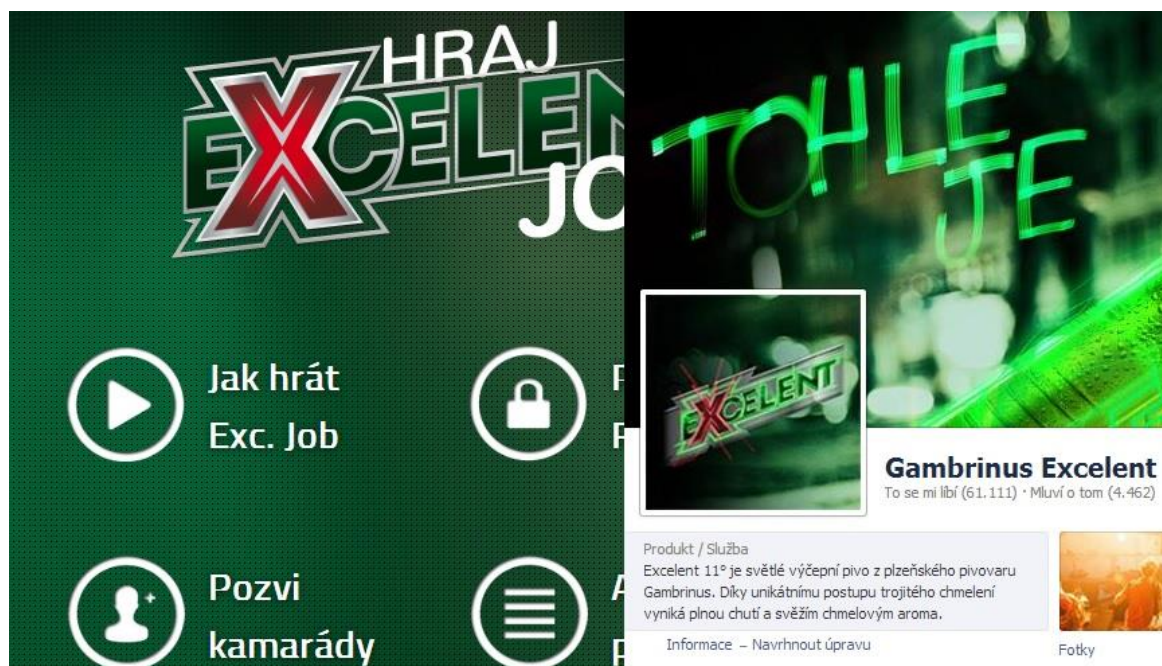 HRAJ
EXCELENT
Jak hrát
Exc. Job
Pozvi
kamarády
TOHLE
JE
EXCELENT
Gambrinus Excelent
To se mi líbí (61.111) · Mluví o tom (4.462)
Produkt / Služba
Excelent 11° je světlé výčepní pivo z plzeňského pivovaru
Gambrinus. Díky unikátnímu postupu trojitého chmelení
vyniká plnou chutí a svěžím chmelovým aroma.
Informace – Navrhnout úpravu
Fotky